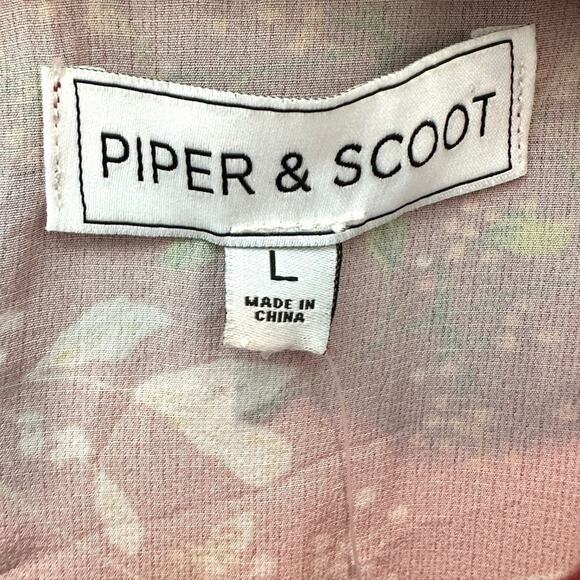 PIPER & SCOOT
L
MADE IN
CHINA